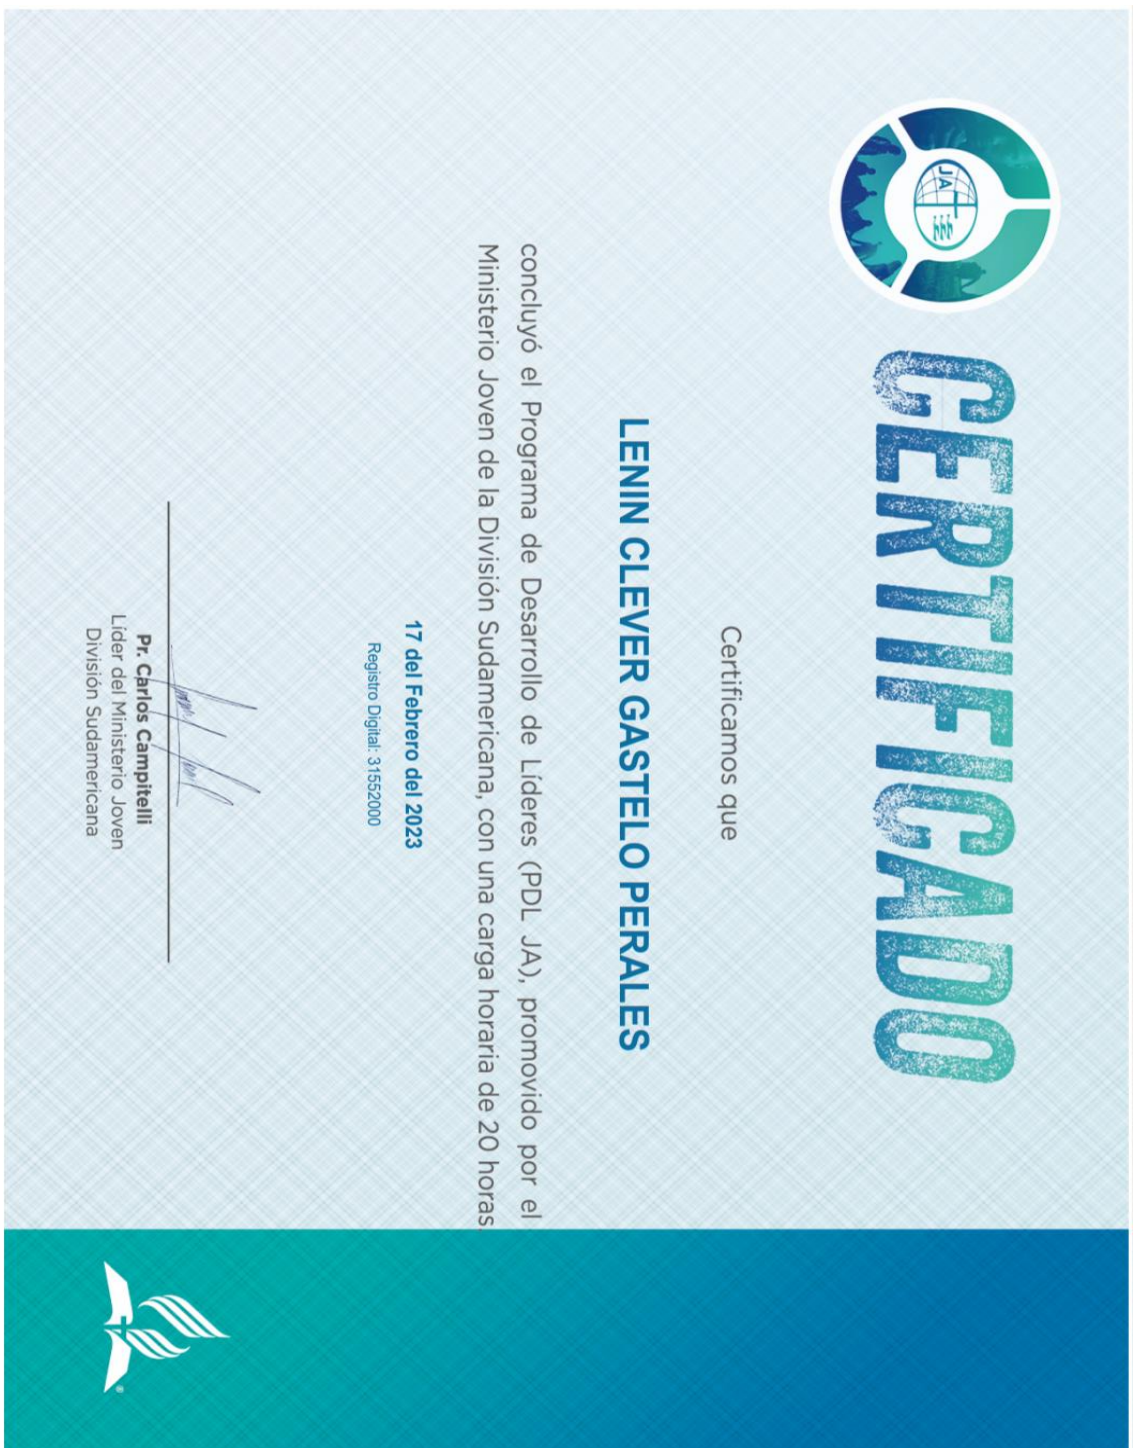 JA
CERTIFICADO
Certificamos que
LENIN CLEVER GASTELO PERALES
concluyó el Programa de Desarrollo de Líderes (PDL JA), promovido por el
Ministerio Joven de la División Sudamericana, con una carga horaria de 20 horas.
17 del Febrero del 2023
Registro Digital: 31552000
Pr. Carlos Campitelli
Líder del Ministerio Joven
División Sudamericana
®